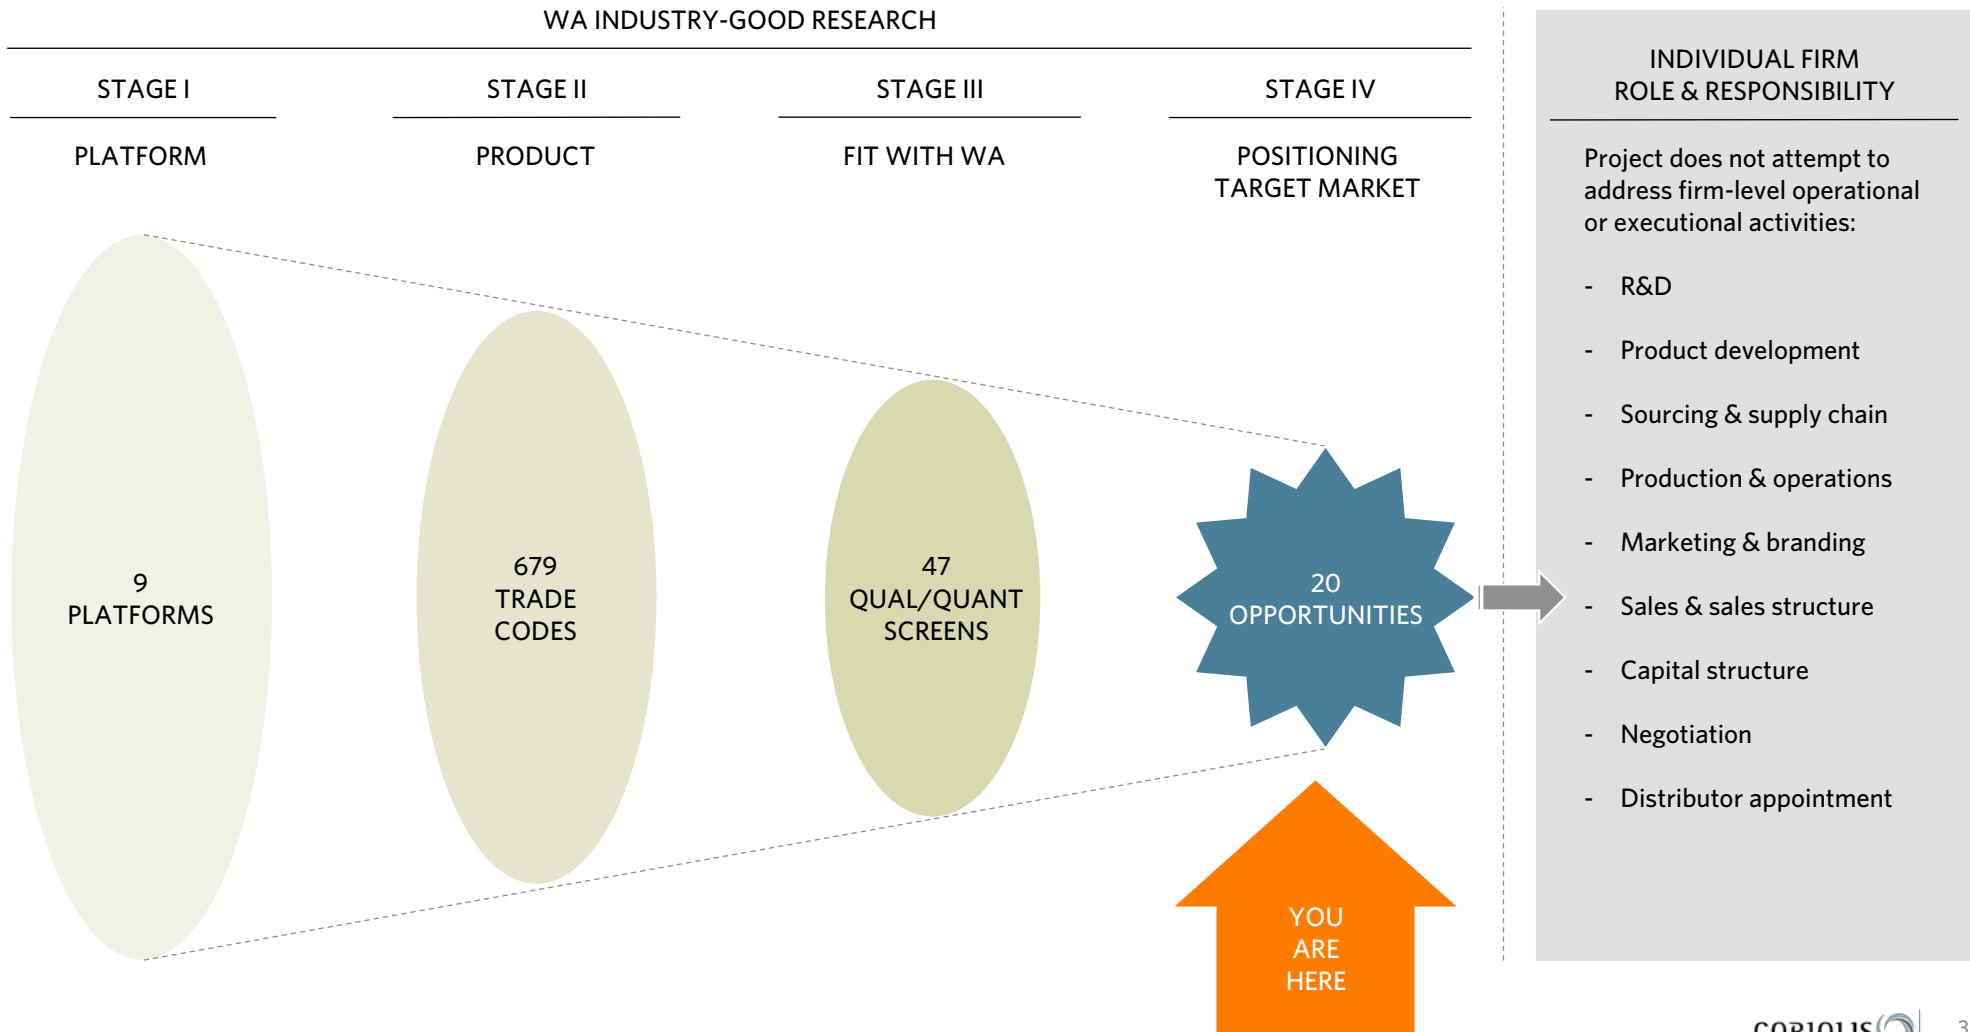 WA INDUSTRY-GOOD RESEARCH
STAGE I
PLATFORM
9
PLATFORMS
STAGE II
PRODUCT
679
TRADE
CODES
STAGE III
FIT WITH WA
47
QUAL/QUANT
SCREENS
STAGE IV
POSITIONING
TARGET MARKET
20
OPPORTUNITIES
YOU
ARE
HERE
INDIVIDUAL FIRM
ROLE & RESPONSIBILITY
Project does not attempt to
address firm-level operational
or executional activities:
- R&D
- Product development
- Sourcing & supply chain
- Production & operations
- Marketing & branding
- Sales & sales structure
- Capital structure
- Negotiation
- Distributor appointment
CORIOLIS